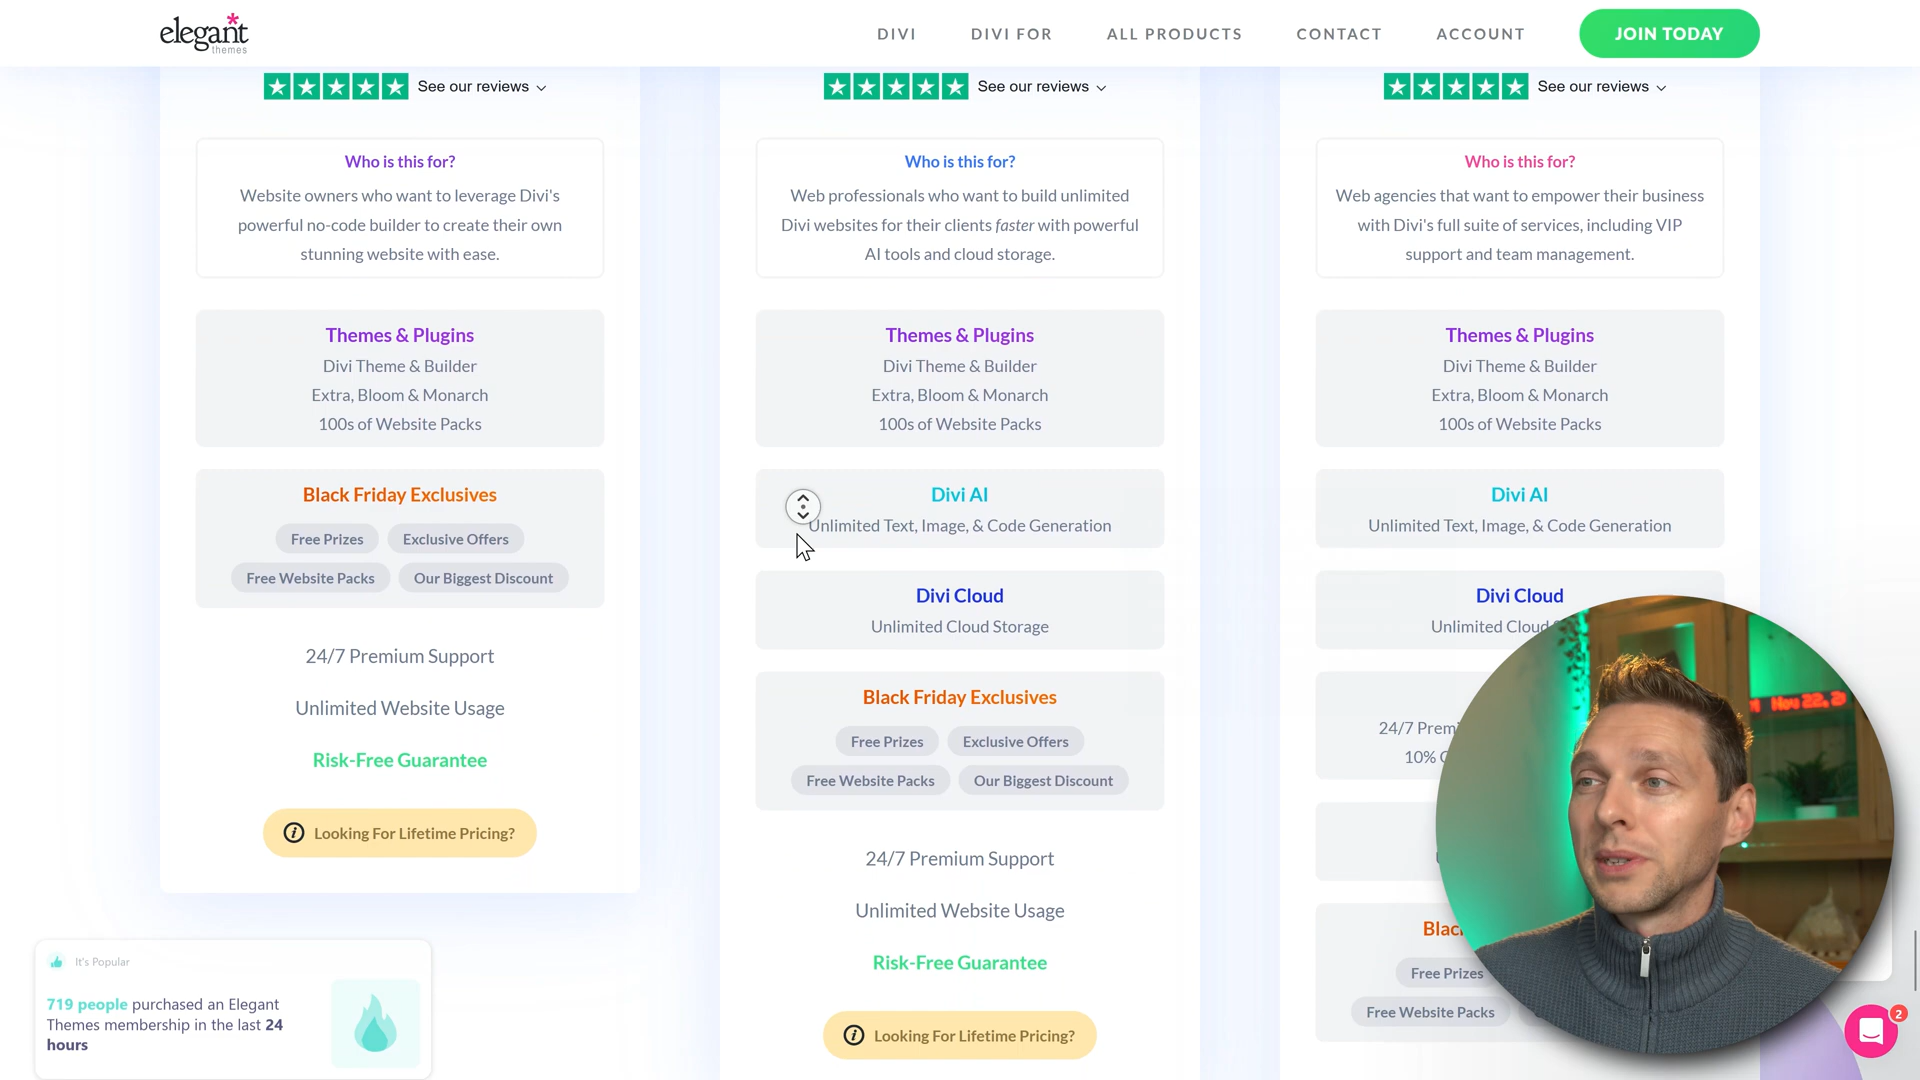 elegant
themes
DIVI
DIVI FOR
ALL PRODUCTS
CONTACT
ACCOUNT
JOIN TODAY
See our reviews
Who is this for?
Website owners who want to leverage Divi's
powerful no-code builder to create their own
stunning website with ease.
Themes & Plugins
Divi Theme & Builder
Extra, Bloom & Monarch
100s of Website Packs
Black Friday Exclusives
Free Prizes
Exclusive Offers
Free Website Packs
Our Biggest Discount
24/7 Premium Support
Unlimited Website Usage
Risk-Free Guarantee
Looking For Lifetime Pricing?
See our reviews
Who is this for?
Web professionals who want to build unlimited
Divi websites for their clients faster with powerful
AI tools and cloud storage.
Themes & Plugins
Divi Theme & Builder
Extra, Bloom & Monarch
100s of Website Packs
Divi AI
Unlimited Text, Image, & Code Generation
Divi Cloud
Unlimited Cloud Storage
Black Friday Exclusives
Free Prizes
Exclusive Offers
Free Website Packs
Our Biggest Discount
24/7 Premium Support
Unlimited Website Usage
Risk-Free Guarantee
Looking For Lifetime Pricing?
See our reviews
Who is this for?
Web agencies that want to empower their business
with Divi's full suite of services, including VIP
support and team management.
Themes & Plugins
Divi Theme & Builder
Extra, Bloom & Monarch
100s of Website Packs
Divi AI
Unlimited Text, Image, & Code Generation
Divi Cloud
Unlimited Cloud
24/7 Prem
10%
Blac
Free Prizes
Free Website Packs
Nov 22, 2
It's Popular
719 people purchased an Elegant
Themes membership in the last 24
hours
2